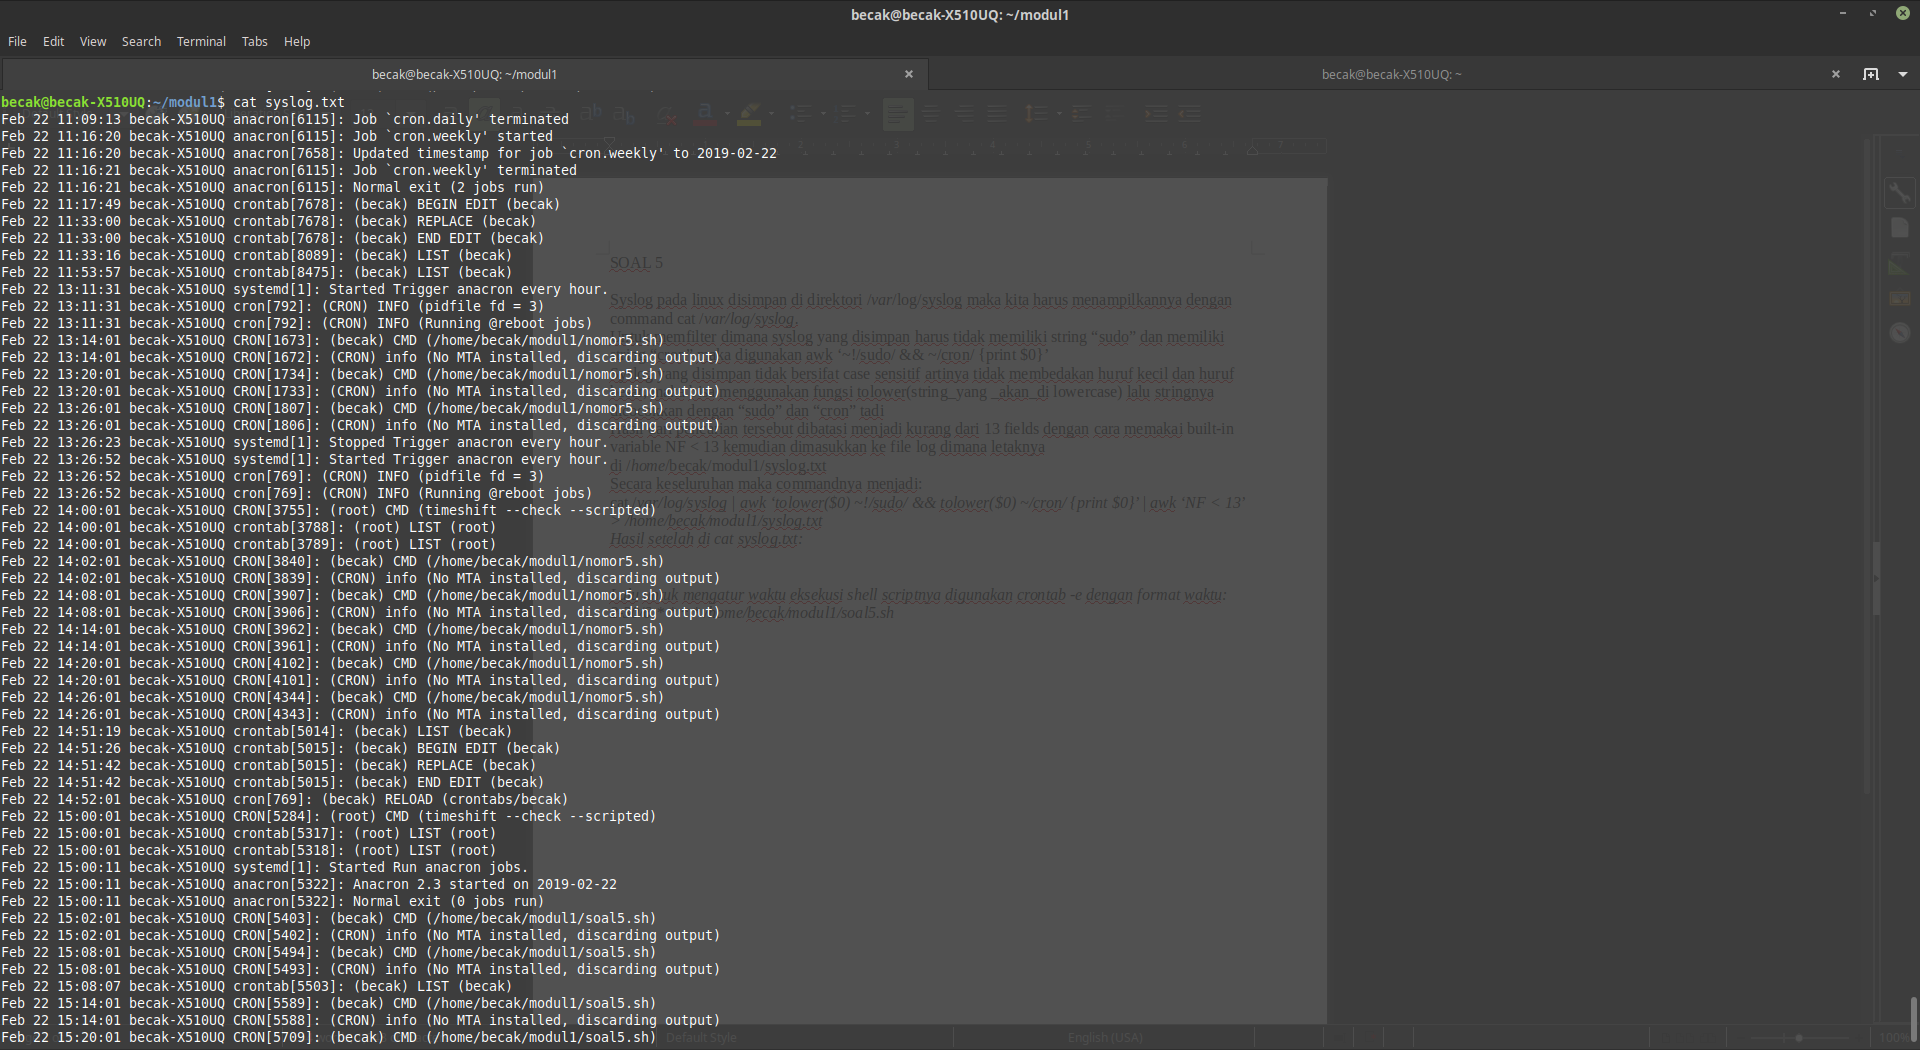 becak@becak-X510UQ: ~/modul1
File Edit View Search Terminal Tabs Help
becak@becak-X510UQ: ~/modul1
becak@becak-X510UQ: ~
becak@becak-X510UQ:~/modul1$ cat syslog.txt
Feb 22 11:09:13 becak-X510UQ anacron[6115]: Job `cron.daily' terminated
Feb 22 11:16:20 becak-X510UQ anacron[6115]: Job `cron.weekly' started
Feb 22 11:16:20 becak-X510UQ anacron[7658]: Updated timestamp for job `cron.weekly' to 2019-02-22
Feb 22 11:16:21 becak-X510UQ anacron[6115]: Job `cron.weekly' terminated
Feb 22 11:16:21 becak-X510UQ anacron[6115]: Normal exit (2 jobs run)
Feb 22 11:17:49 becak-X510UQ crontab[7678]: (becak) BEGIN EDIT (becak)
Feb 22 11:33:00 becak-X510UQ crontab[7678]: (becak) REPLACE (becak)
Feb 22 11:33:00 becak-X510UQ crontab[7678]: (becak) END EDIT (becak)
Feb 22 11:33:16 becak-X510UQ crontab[8089]: (becak) LIST (becak)
Feb 22 11:53:57 becak-X510UQ crontab[8475]: (becak) LIST (becak)
Feb 22 13:11:31 becak-X510UQ systemd[1]: Started Trigger anacron every hour.
Feb 22 13:11:31 becak-X510UQ cron[792]: (CRON) INFO (pidfile fd = 3)
Feb 22 13:11:31 becak-X510UQ cron[792]: (CRON) INFO (Running @reboot jobs)
Feb 22 13:14:01 becak-X510UQ CRON[1673]: (becak) CMD (/home/becak/modul1/nomor5.sh)
Feb 22 13:14:01 becak-X510UQ CRON[1672]: (CRON) info (No MTA installed, discarding output)
Feb 22 13:20:01 becak-X510UQ CRON[1734]: (becak) CMD (/home/becak/modul1/nomor5.sh)
Feb 22 13:20:01 becak-X510UQ CRON[1733]: (CRON) info (No MTA installed, discarding output)
Feb 22 13:26:01 becak-X510UQ CRON[1807]: (becak) CMD (/home/becak/modul1/nomor5.sh)
Feb 22 13:26:01 becak-X510UQ CRON[1806]: (CRON) info (No MTA installed, discarding output)
Feb 22 13:26:23 becak-X510UQ systemd[1]: Stopped Trigger anacron every hour.
Feb 22 13:26:52 becak-X510UQ systemd[1]: Started Trigger anacron every hour.
Feb 22 13:26:52 becak-X510UQ cron[769]: (CRON) INFO (pidfile fd = 3)
Feb 22 13:26:52 becak-X510UQ cron[769]: (CRON) INFO (Running @reboot jobs)
Feb 22 14:00:01 becak-X510UQ CRON[3755]: (root) CMD (timeshift --check --scripted)
Feb 22 14:00:01 becak-X510UQ crontab[3788]: (root) LIST (root)
Feb 22 14:00:01 becak-X510UQ crontab[3789]: (root) LIST (root)
Feb 22 14:02:01 becak-X510UQ CRON[3840]: (becak) CMD (/home/becak/modul1/nomor5.sh)
Feb 22 14:02:01 becak-X510UQ CRON[3839]: (CRON) info (No MTA installed, discarding output)
Feb 22 14:08:01 becak-X510UQ CRON[3907]: (becak) CMD (/home/becak/modul1/nomor5.sh)
Feb 22 14:08:01 becak-X510UQ CRON[3906]: (CRON) info (No MTA installed, discarding output)
Feb 22 14:14:01 becak-X510UQ CRON[3962]: (becak) CMD (/home/becak/modul1/nomor5.sh)
Feb 22 14:14:01 becak-X510UQ CRON[3961]: (CRON) info (No MTA installed, discarding output)
Feb 22 14:20:01 becak-X510UQ CRON[4102]: (becak) CMD (/home/becak/modul1/nomor5.sh)
Feb 22 14:20:01 becak-X510UQ CRON[4101]: (CRON) info (No MTA installed, discarding output)
Feb 22 14:26:01 becak-X510UQ CRON[4344]: (becak) CMD (/home/becak/modul1/nomor5.sh)
Feb 22 14:26:01 becak-X510UQ CRON[4343]: (CRON) info (No MTA installed, discarding output)
Feb 22 14:51:19 becak-X510UQ crontab[5014]: (becak) LIST (becak)
Feb 22 14:51:26 becak-X510UQ crontab[5015]: (becak) BEGIN EDIT (becak)
Feb 22 14:51:42 becak-X510UQ crontab[5015]: (becak) REPLACE (becak)
Feb 22 14:51:42 becak-X510UQ crontab[5015]: (becak) END EDIT (becak)
Feb 22 14:52:01 becak-X510UQ cron[769]: (becak) RELOAD (crontabs/becak)
Feb 22 15:00:01 becak-X510UQ CRON[5284]: (root) CMD (timeshift --check --scripted)
Feb 22 15:00:01 becak-X510UQ crontab[5317]: (root) LIST (root)
Feb 22 15:00:01 becak-X510UQ crontab[5318]: (root) LIST (root)
Feb 22 15:00:11 becak-X510UQ systemd[1]: Started Run anacron jobs.
Feb 22 15:00:11 becak-X510UQ anacron[5322]: Anacron 2.3 started on 2019-02-22
Feb 22 15:00:11 becak-X510UQ anacron[5322]: Normal exit (0 jobs run)
Feb 22 15:02:01 becak-X510UQ CRON[5403]: (becak) CMD (/home/becak/modul1/soal5.sh)
Feb 22 15:02:01 becak-X510UQ CRON[5402]: (CRON) info (No MTA installed, discarding output)
Feb 22 15:08:01 becak-X510UQ CRON[5494]: (becak) CMD (/home/becak/modul1/soal5.sh)
Feb 22 15:08:01 becak-X510UQ CRON[5493]: (CRON) info (No MTA installed, discarding output)
Feb 22 15:08:07 becak-X510UQ crontab[5503]: (becak) LIST (becak)
Feb 22 15:14:01 becak-X510UQ CRON[5589]: (becak) CMD (/home/becak/modul1/soal5.sh)
Feb 22 15:14:01 becak-X510UQ CRON[5588]: (CRON) info (No MTA installed, discarding output)
Feb 22 15:20:01 becak-X510UQ CRON[5709]: (becak) CMD (/home/becak/modul1/soal5.sh)
SOAL 5
Syslog pada linux disimpan di direktori /var/log/syslog maka kita harus menampilkannya dengan
command cat /var/log/syslog.
memfilter dimana syslog yang disimpan harus tidak memiliki string “sudo” dan memiliki
digunakan awk ‘~!/sudo/ && ~/cron/ {print $0}’
yang disimpan tidak bersifat case sensitif artinya tidak membedakan huruf kecil dan huruf
menggunakan fungsi tolower(string_yang _akan_di lowercase) lalu stringnya
dengan “sudo” dan “cron” tadi
tersebut dibatasi menjadi kurang dari 13 fields dengan cara memakai built-in
variable NF < 13 kemudian dimasukkan ke file log dimana letaknya
di /home/becak/modul1/syslog.txt
Secara keseluruhan maka commandnya menjadi:
cat /var/log/syslog | awk ‘tolower($0) ~!/sudo/ && tolower($0) ~/cron/ {print $0}’ | awk ‘NF < 13’
> /home/becak/modul1/syslog.txt
Hasil setelah di cat syslog.txt:
mengatur waktu eksekusi shell scriptnya digunakan crontab -e dengan format waktu:
/home/becak/modul1/soal5.sh
Default Style
English (USA)
100%